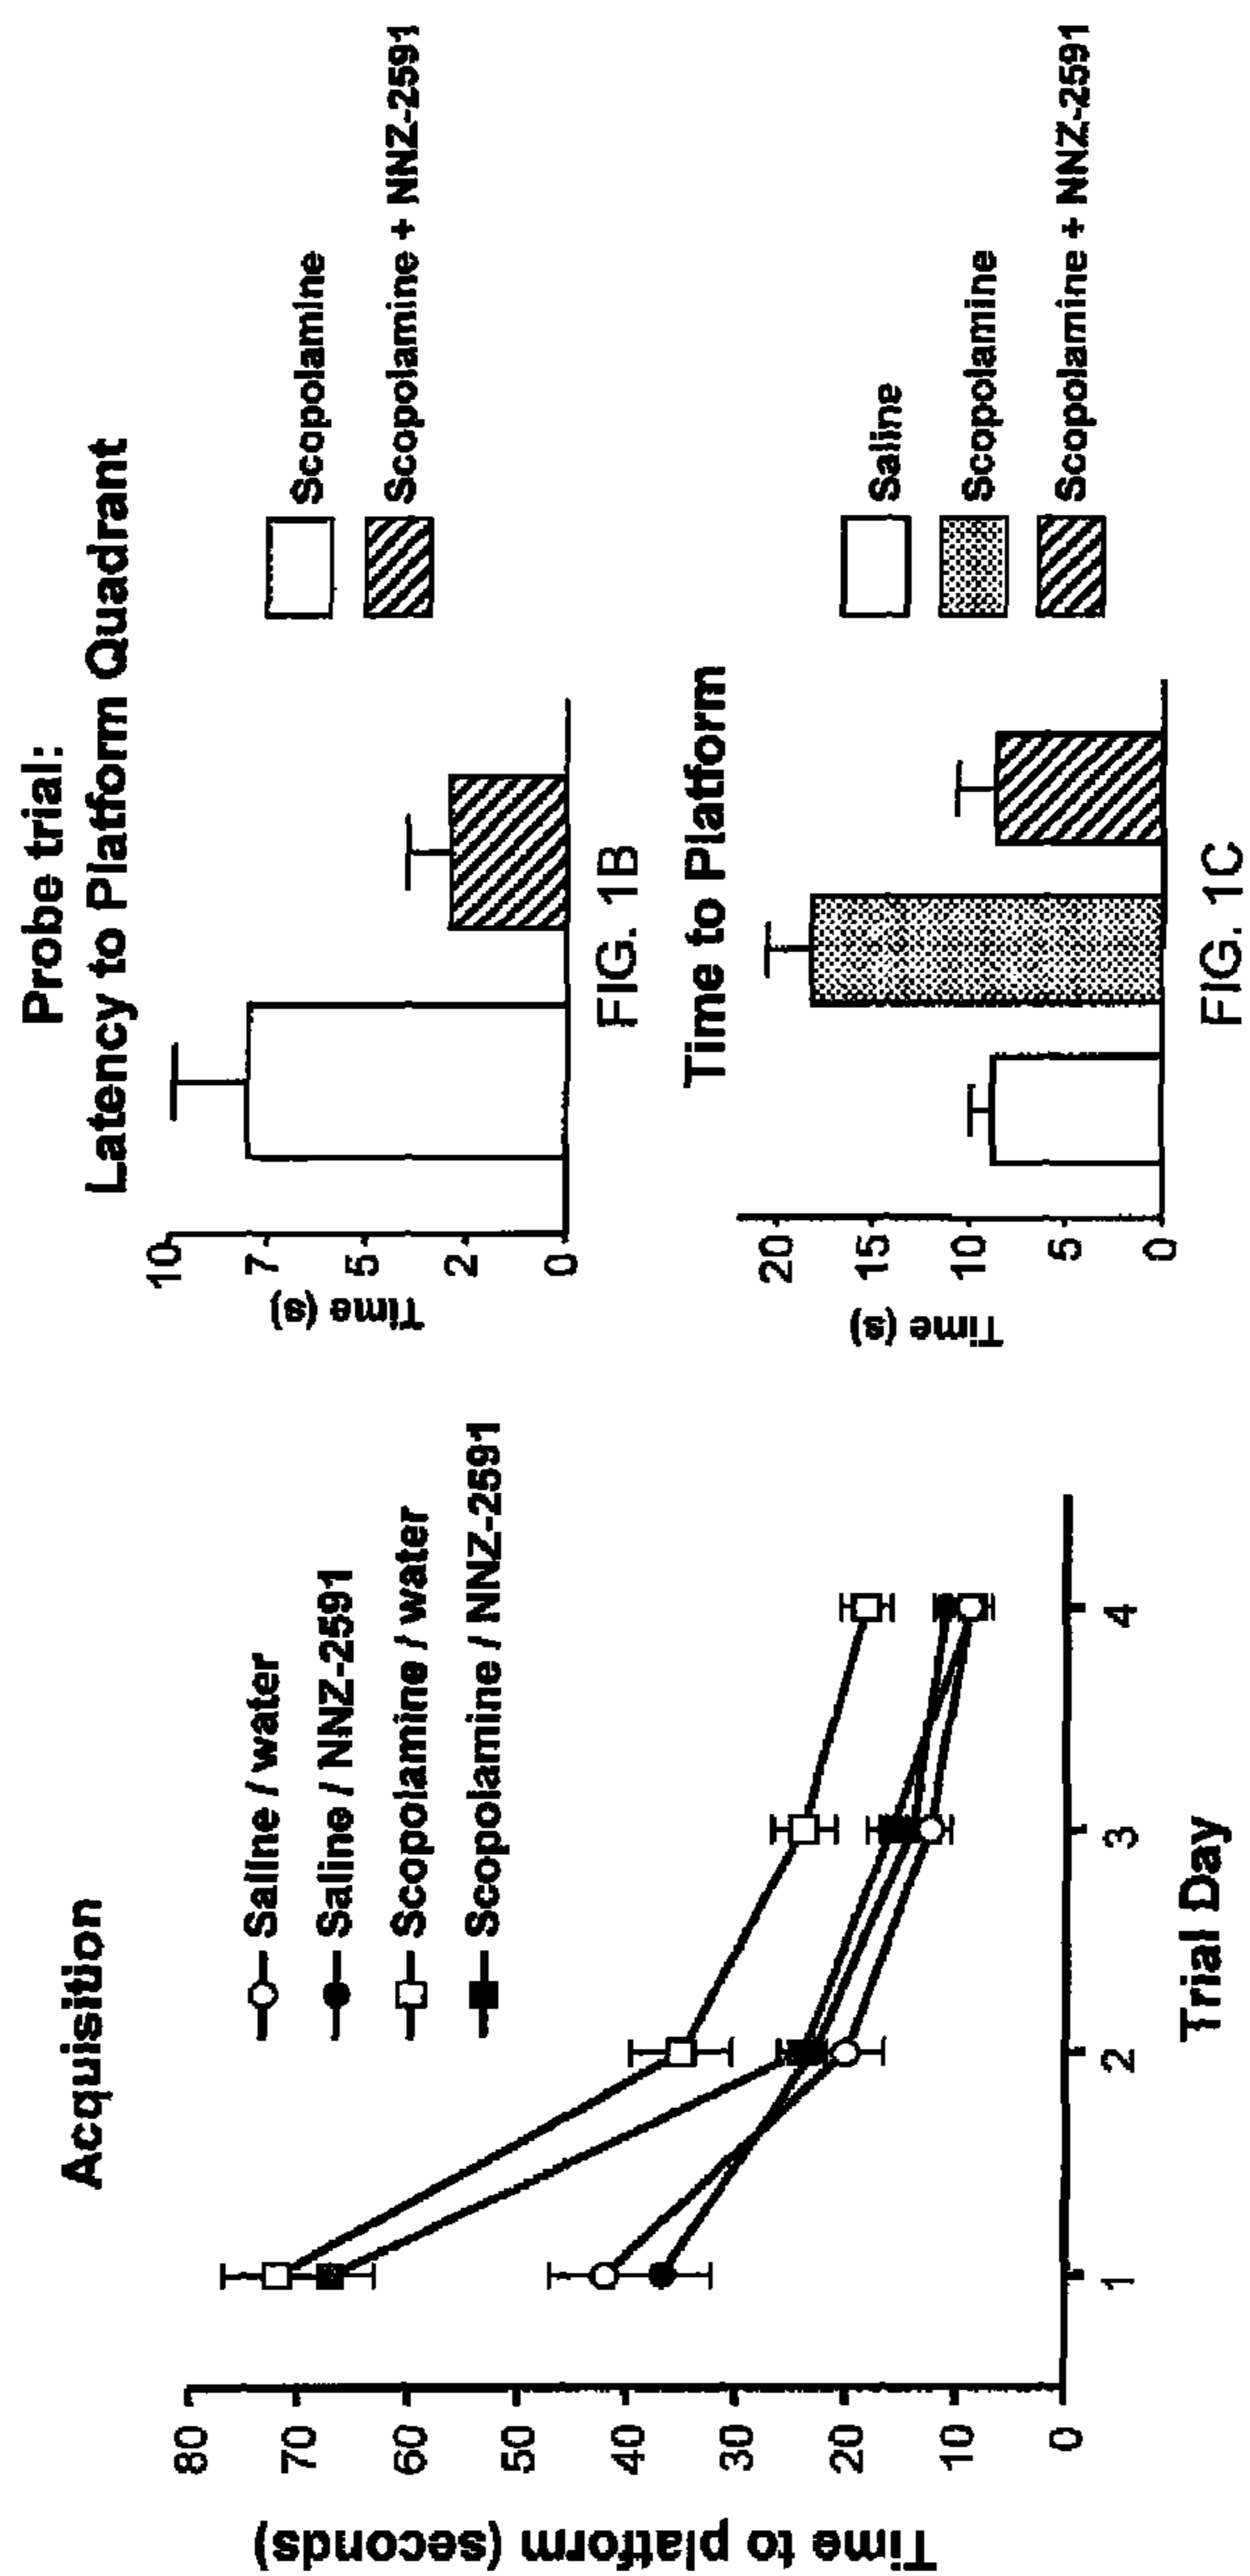 Acquisition
Saline / water
Saline / NNZ-2591
Scopolamine / water
Scopolamine / NNZ-2591
Time to platform (seconds)
80
70
60
50
40
30
20
10
0
1 2 3 4
Trial Day
Probe trial:
Latency to Platform Quadrant
Time (s)
10
7
5
2
0
Scopolamine
Scopolamine + NNZ-2591
FIG. 1B
Time to Platform
Time (s)
20
15
10
5
0
Saline
Scopolamine
Scopolamine + NNZ-2591
FIG. 1C